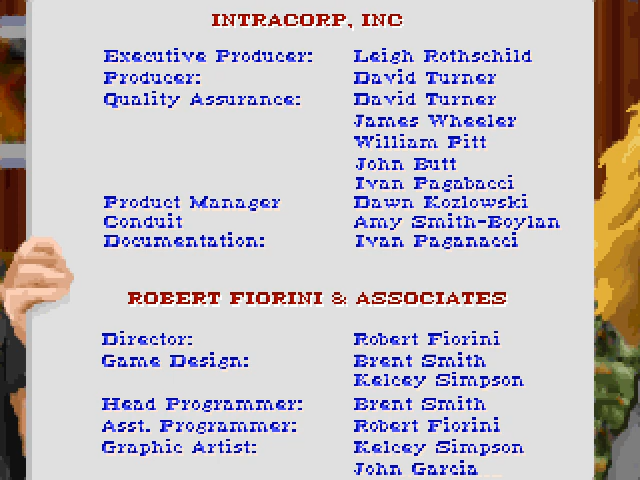 INTRACORP, INC
Executive Producer: Leigh Rothschild
Producer: David Turner
Quality Assurance: David Turner
James Wheeler
William Pitt
John Butt
Ivan Pagabacci
Product Manager Dawn Kozlowski
Conduit Amy Smith-Boylan
Documentation: Ivan Paganacci
ROBERT FIORINI & ASSOCIATES
Director: Robert Fiorini
Game Design: Brent Smith
Kelcey Simpson
Head Programmer: Brent Smith
Asst. Programmer: Robert Fiorini
Graphic Artist: Kelcey Simpson
John Garcia